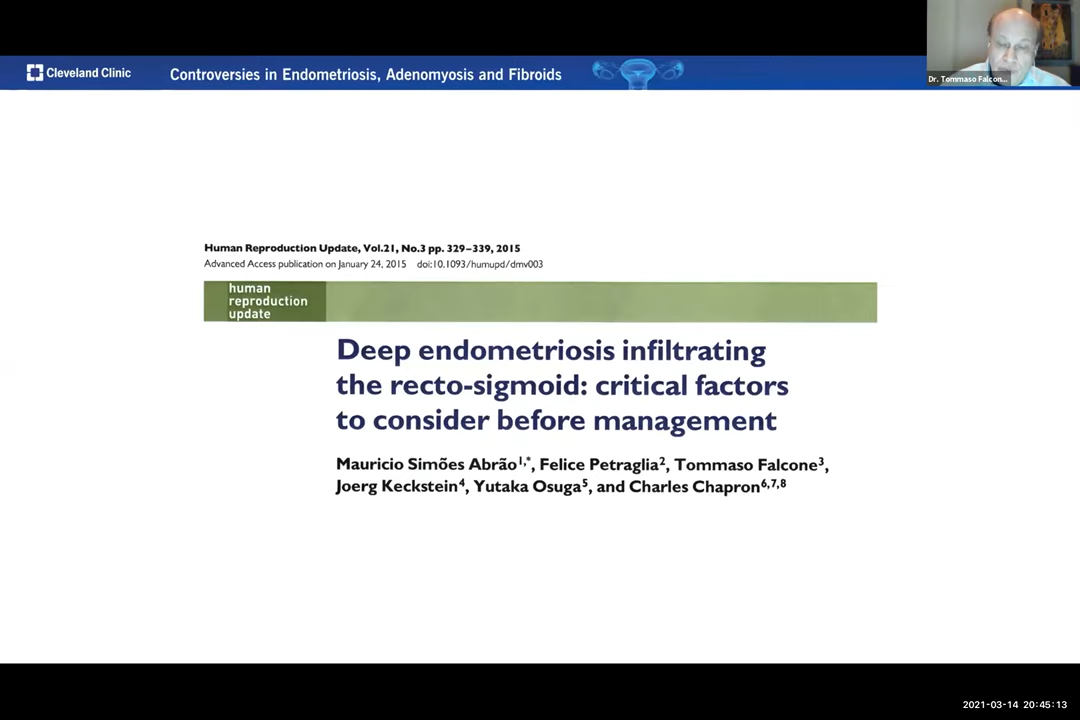 Cleveland Clinic
Controversies in Endometriosis, Adenomyosis and Fibroids
Dr. Tommaso Falcon...
Human Reproduction Update, Vol.21, No.3 pp. 329–339, 2015
Advanced Access publication on January 24, 2015 doi:10.1093/humupd/dmv003
human
reproduction
update
Deep endometriosis infiltrating
the recto-sigmoid: critical factors
to consider before management
Mauricio Simões Abrão1,*, Felice Petraglia2, Tommaso Falcone3,
Joerg Keckstein4, Yutaka Osuga5, and Charles Chapron6,7,8
2021-03-14 20:45:13